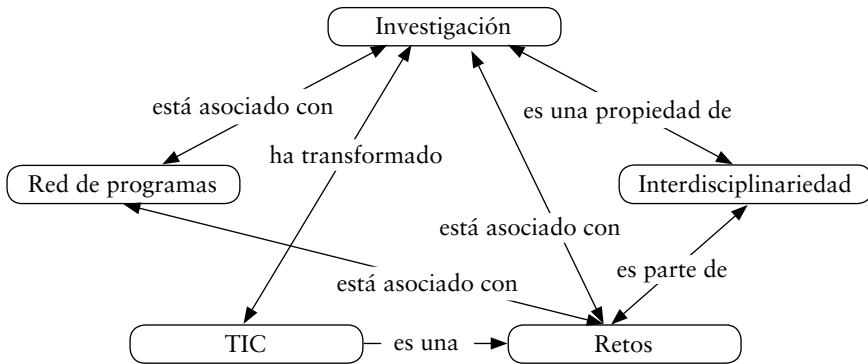 Investigación
está asociado con
es una propiedad de
ha transformado
Red de programas
Interdisciplinariedad
está asociado con
es parte de
está asociado con
TIC
es una
Retos